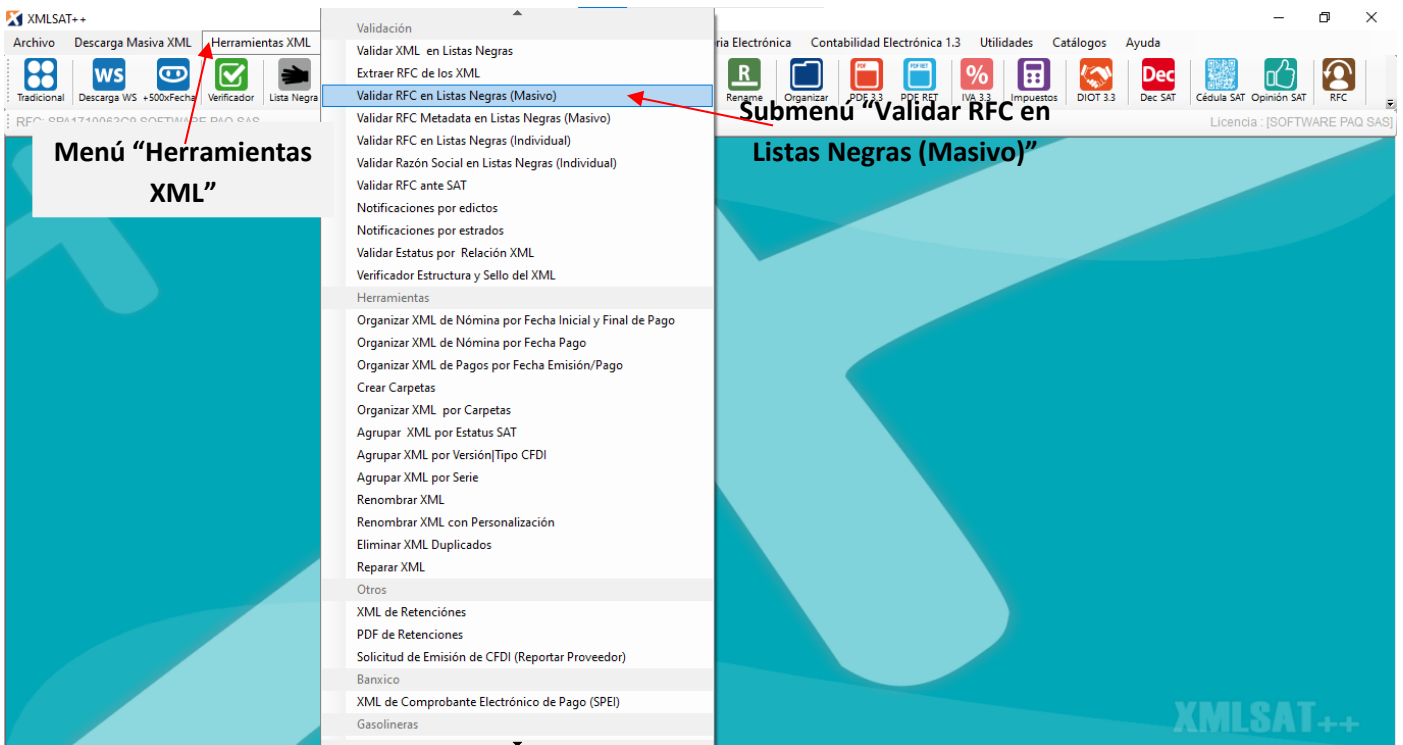 XMLSAT++
Archivo Descarga Masiva XML Herramientas XML ria Electrónica Contabilidad Electrónica 1.3 Utilidades Catálogos Ayuda
Tradicional Descarga WS +500xFecha Verificador Lista Negra Rename Organizar PDF 3.3 PDF RET IVA 3.3 Impuestos DIOT 3.3 Dec SAT Cédula SAT Opinión SAT RFC
Licencia : [SOFTWARE PAQ SAS]
Menú “Herramientas
XML”
Submenú “Validar RFC en
Listas Negras (Masivo)”
Validación
Validar XML en Listas Negras
Extraer RFC de los XML
Validar RFC en Listas Negras (Masivo)
Validar RFC Metadata en Listas Negras (Masivo)
Validar RFC en Listas Negras (Individual)
Validar Razón Social en Listas Negras (Individual)
Validar RFC ante SAT
Notificaciones por edictos
Notificaciones por estrados
Validar Estatus por Relación XML
Verificador Estructura y Sello del XML
Herramientas
Organizar XML de Nómina por Fecha Inicial y Final de Pago
Organizar XML de Nómina por Fecha Pago
Organizar XML de Pagos por Fecha Emisión/Pago
Crear Carpetas
Organizar XML por Carpetas
Agrupar XML por Estatus SAT
Agrupar XML por Versión|Tipo CFDI
Agrupar XML por Serie
Renombrar XML
Renombrar XML con Personalización
Eliminar XML Duplicados
Reparar XML
Otros
XML de Retenciónes
PDF de Retenciones
Solicitud de Emisión de CFDI (Reportar Proveedor)
Banxico
XML de Comprobante Electrónico de Pago (SPEI)
Gasolineras
XMLSAT++